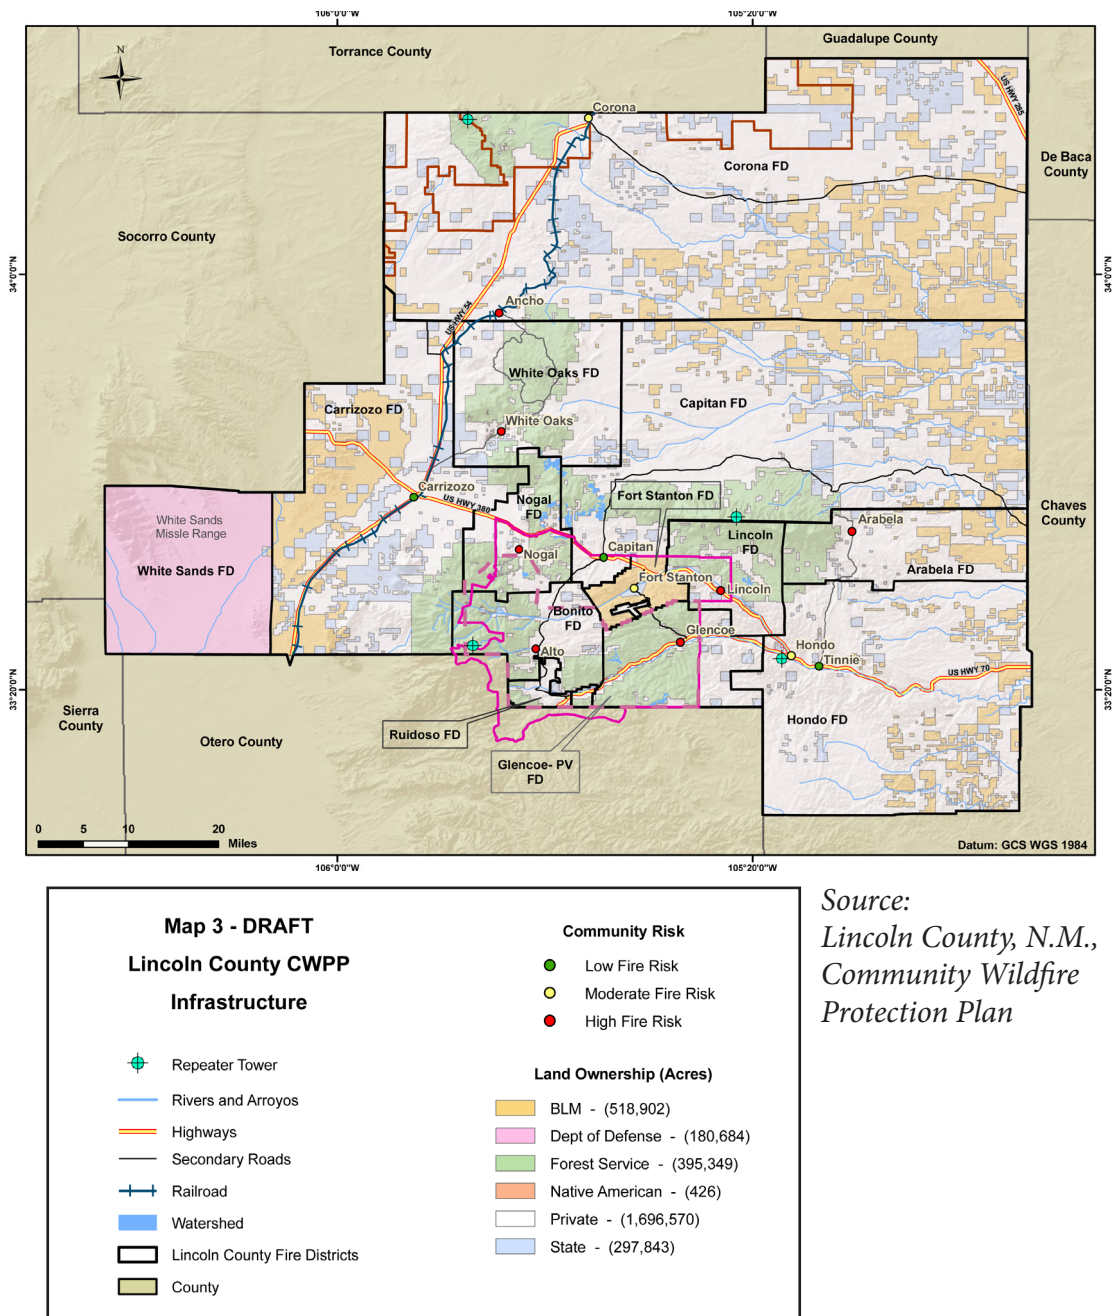 106°0'0"W
105°20'0"W
Torrance County
Guadalupe County
N
US HWY 285
Corona
Corona FD
De Baca
County
Socorro County
34°0'0"N
34°0'0"N
Ancho
US HWY 54
White Oaks FD
Capitan FD
Carrizozo FD
White Oaks
Carrizozo
US HWY 380
Fort Stanton FD
Nogal
FD
White Sands
Missle Range
White Sands FD
Chaves
County
Arabela
Lincoln
FD
Capitan
Nogal
Arabela FD
Fort Stanton
Lincoln
Bonito
FD
Glencoe
Alto
Hondo
Tinnie
US HWY 70
33°20'0"N
33°20'0"N
Sierra
County
Otero County
Ruidoso FD
Hondo FD
Glencoe- PV
FD
0 5 10 20
Miles
Datum: GCS WGS 1984
106°0'0"W
105°20'0"W
Map 3 - DRAFT
Lincoln County CWPP
Infrastructure
Repeater Tower
Rivers and Arroyos
Highways
Secondary Roads
Railroad
Watershed
Lincoln County Fire Districts
County
Community Risk
Low Fire Risk
Moderate Fire Risk
High Fire Risk
Land Ownership (Acres)
BLM - (518,902)
Dept of Defense - (180,684)
Forest Service - (395,349)
Native American - (426)
Private - (1,696,570)
State - (297,843)
Source:
Lincoln County, N.M.,
Community Wildfire
Protection Plan